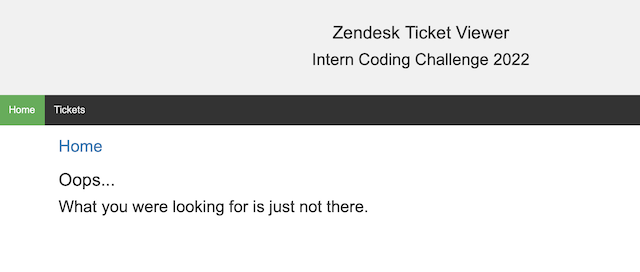 Zendesk Ticket Viewer
Intern Coding Challenge 2022
Home Tickets
Home
Oops...
What you were looking for is just not there.